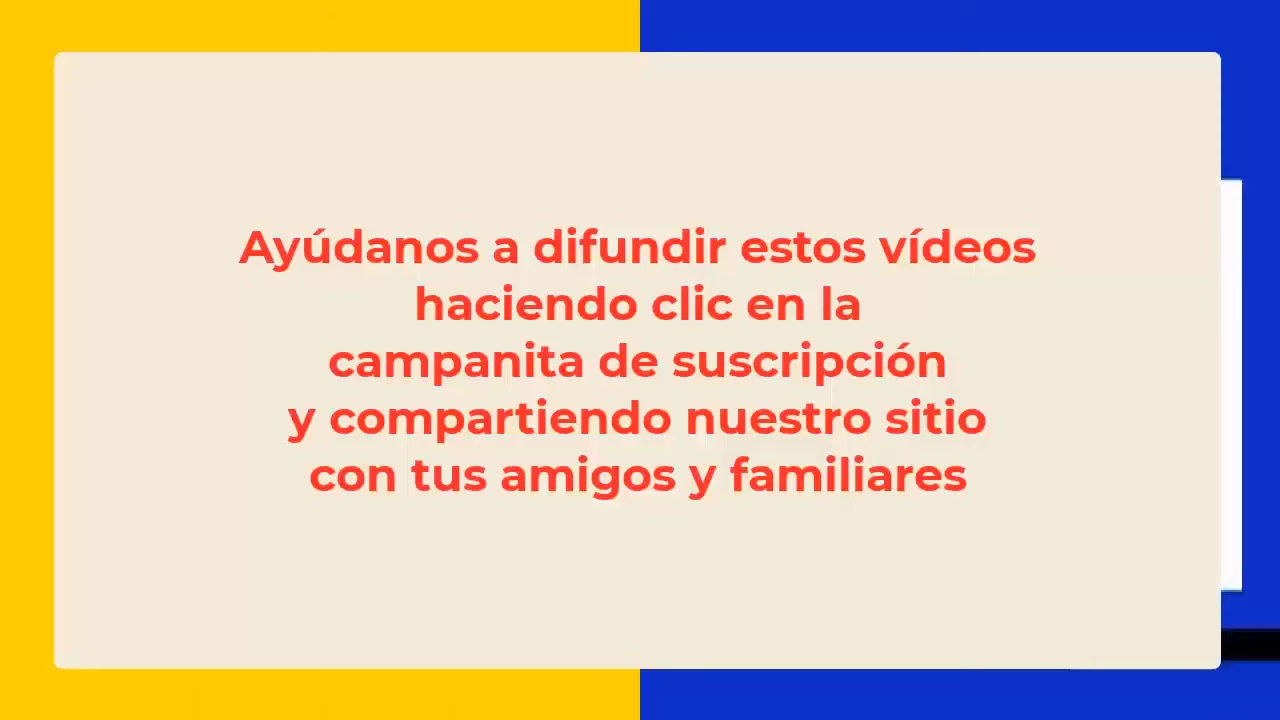 Ayúdanos a difundir estos vídeos
haciendo clic en la
campanita de suscripción
y compartiendo nuestro sitio
con tus amigos y familiares